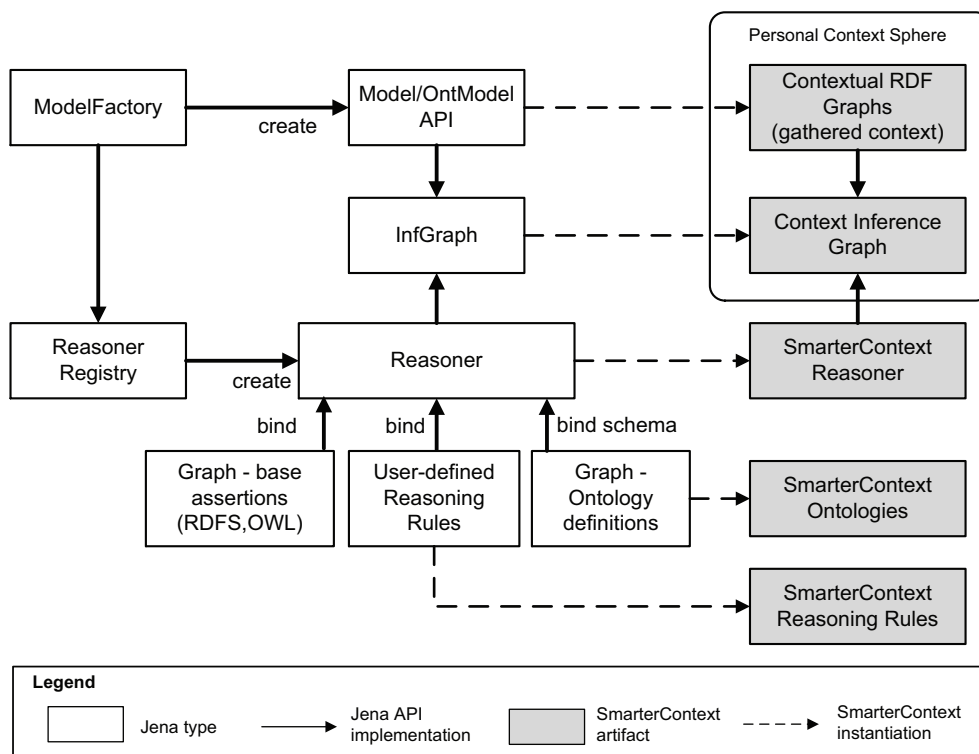 Personal Context Sphere
ModelFactory
create
Model/OntModel
API
Contextual RDF
Graphs
(gathered context)
InfGraph
Context Inference
Graph
Reasoner
Registry
create
Reasoner
SmarterContext
Reasoner
bind
bind
bind schema
Graph - base
assertions
(RDFS,OWL)
User-defined
Reasoning
Rules
Graph -
Ontology
definitions
SmarterContext
Ontologies
SmarterContext
Reasoning Rules
Legend
Jena type
Jena API
implementation
SmarterContext
artifact
SmarterContext
instantiation